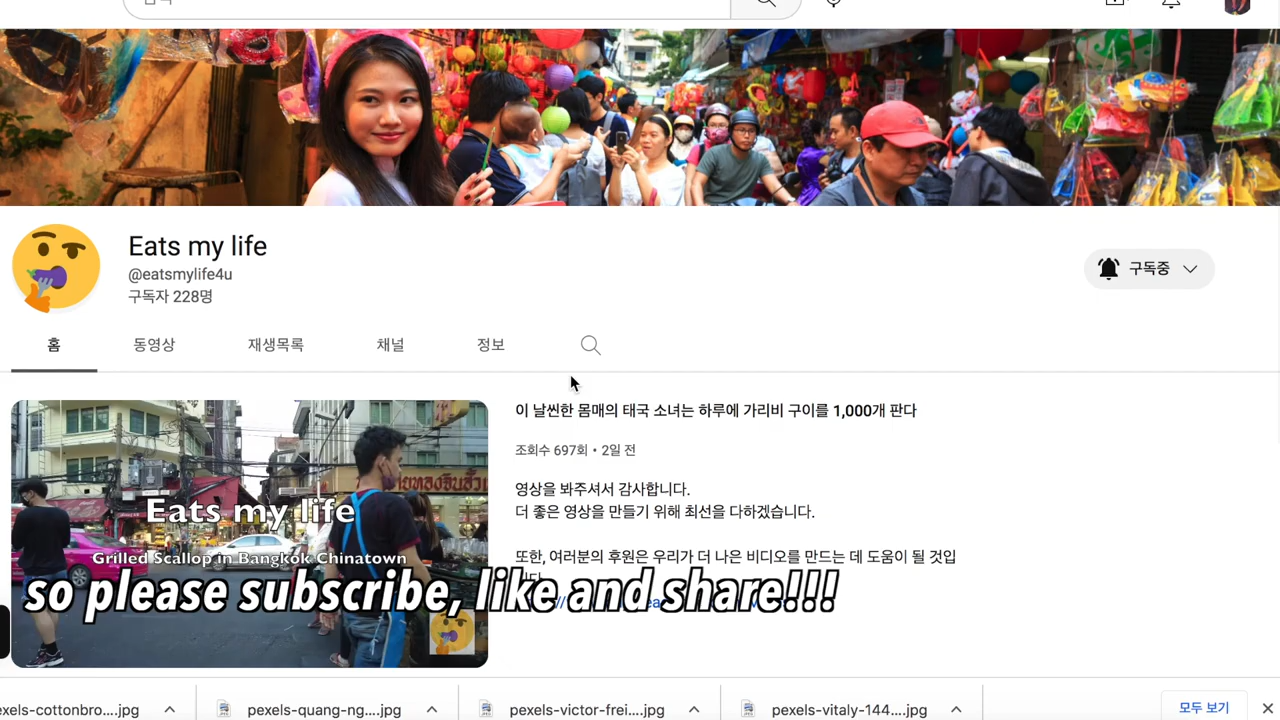 Eats my life
@eatsmylife4u
구독자 228명
구독중
홈
동영상
재생목록
채널
정보
이 날씬한 몸매의 태국 소녀는 하루에 가리비 구이를 1,000개 판다
조회수 697회 • 2일 전
영상을 봐주셔서 감사합니다.
더 좋은 영상을 만들기 위해 최선을 다하겠습니다.
또한, 여러분의 후원은 우리가 더 나은 비디오를 만드는 데 도움이 될 것입
Eats my life
Grilled Scallop in Bangkok Chinatown
so please subscribe, like and share!!!
pexels-cottonbro....jpg
pexels-quang-ng....jpg
pexels-victor-frei....jpg
pexels-vitaly-144....jpg
모두 보기